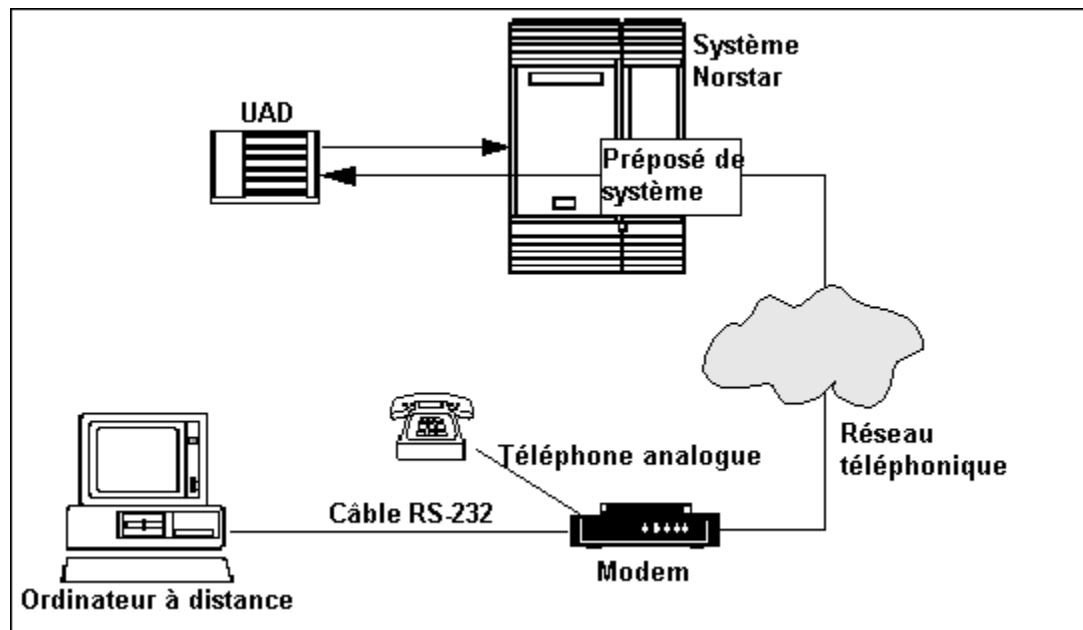 Système
Norstar
UAD
Préposé de
système
Réseau
téléphonique
Téléphone analogue
Câble RS-232
Modem
Ordinateur à distance